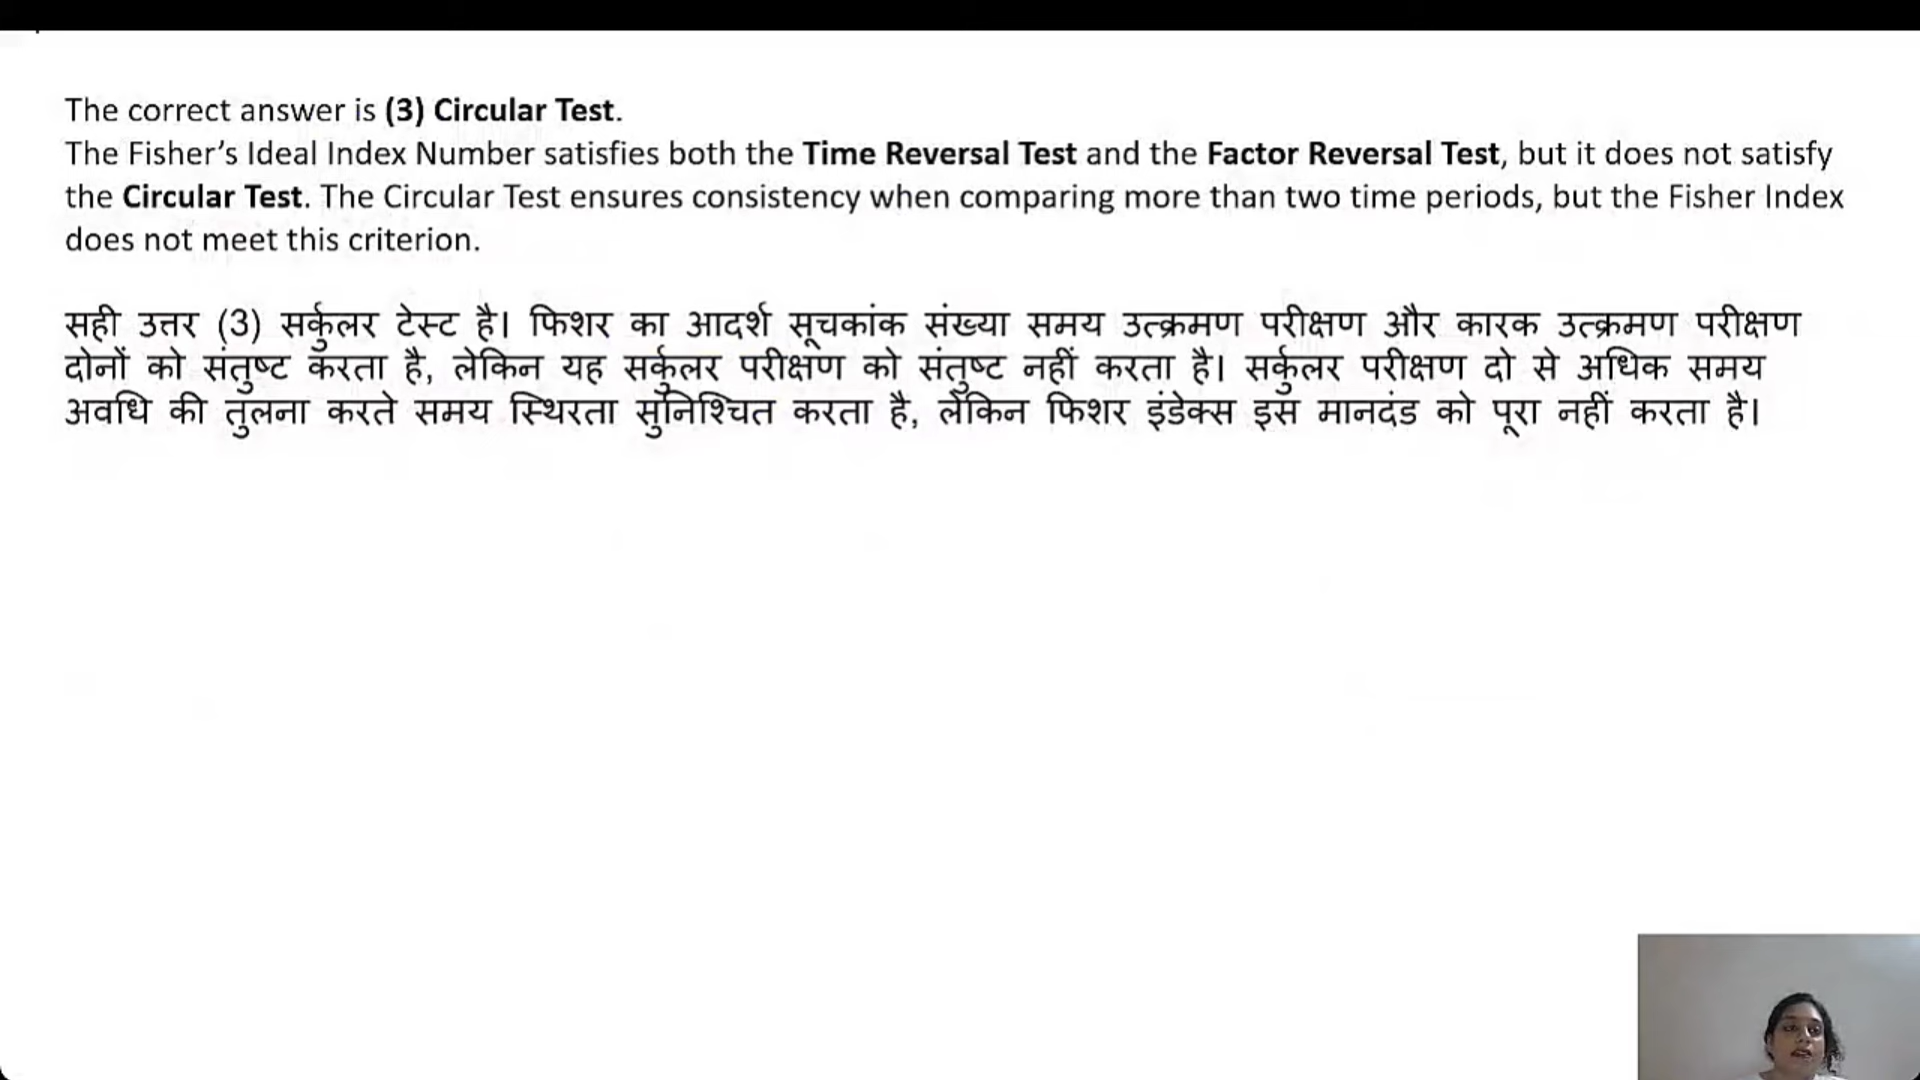 The correct answer is (3) Circular Test.
The Fisher’s Ideal Index Number satisfies both the Time Reversal Test and the Factor Reversal Test, but it does not satisfy
the Circular Test. The Circular Test ensures consistency when comparing more than two time periods, but the Fisher Index
does not meet this criterion.
सही उत्तर (3) सर्कुलर टेस्ट है। फिशर का आदर्श सूचकांक संख्या समय उत्क्रमण परीक्षण और कारक उत्क्रमण परीक्षण
दोनों को संतुष्ट करता है, लेकिन यह सर्कुलर परीक्षण को संतुष्ट नहीं करता है। सर्कुलर परीक्षण दो से अधिक समय
अवधि की तुलना करते समय स्थिरता सुनिश्चित करता है, लेकिन फिशर इंडेक्स इस मानदंड को पूरा नहीं करता है।